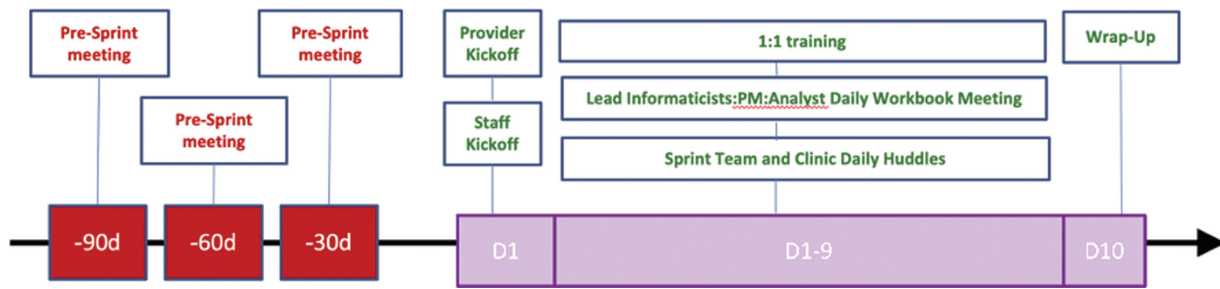 Pre-Sprint
meeting
Pre-Sprint
meeting
Pre-Sprint
meeting
Provider
Kickoff
Staff
Kickoff
1:1 training
Lead Informaticists:PM:Analyst Daily Workbook Meeting
Sprint Team and Clinic Daily Huddles
Wrap-Up
-90d
-60d
-30d
D1
D1-9
D10